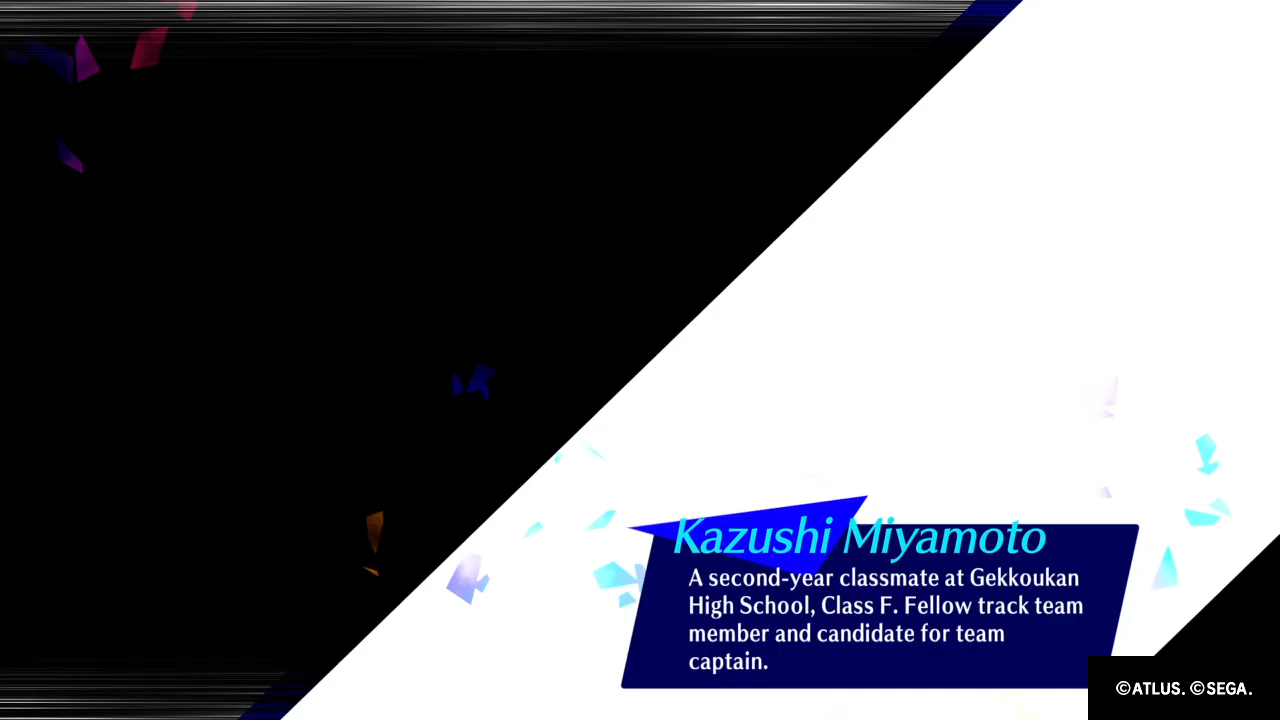 Kazushi Miyamoto
A second-year classmate at Gekkoukan
High School, Class F. Fellow track team
member and candidate for team
captain.
©ATLUS. ©SEGA.